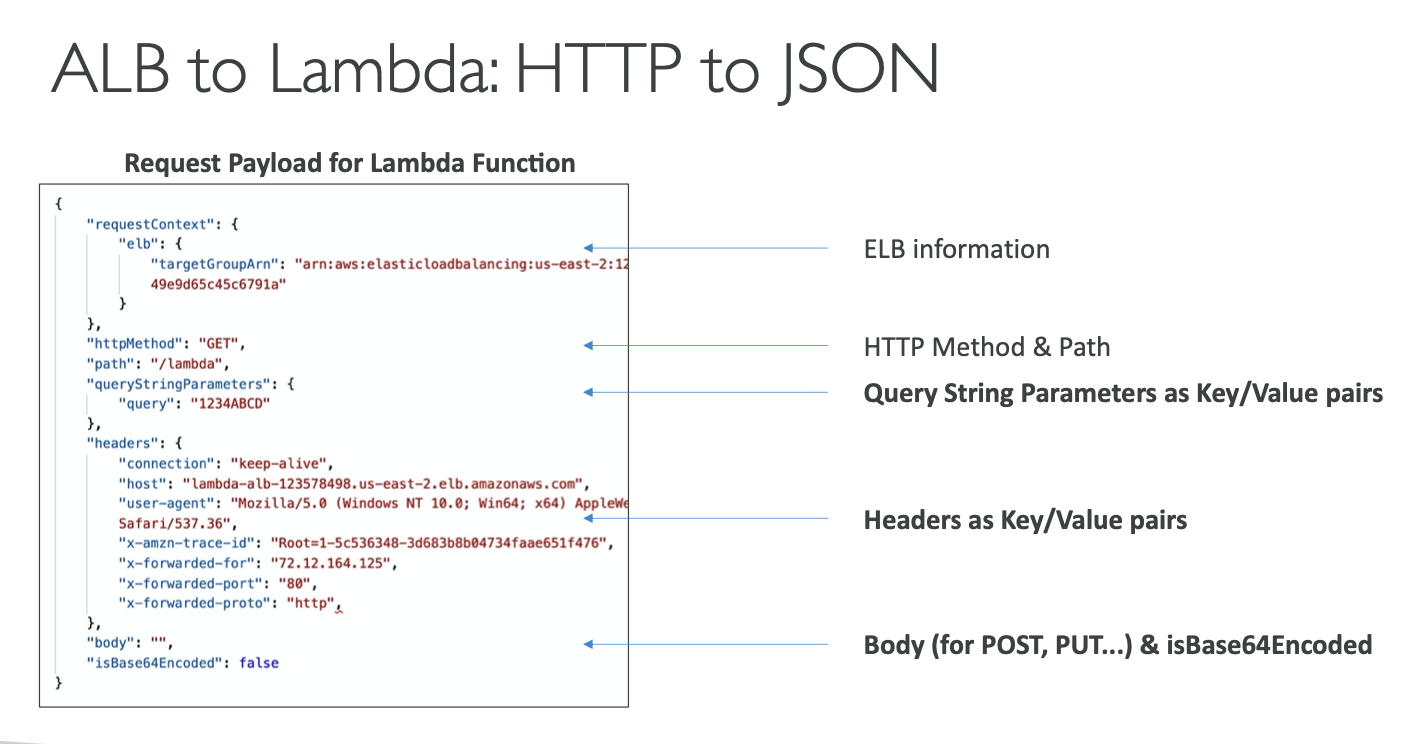 ALB to Lambda: HTTP to JSON
Request Payload for Lambda Function
{
"requestContext": {
"elb": {
"targetGroupArn": "arn:aws:elasticloadbalancing:us-east-2:12
49e9d65c45c6791a"
}
},
"httpMethod": "GET",
"path": "/lambda",
"queryStringParameters": {
"query": "1234ABCD"
},
"headers": {
"connection": "keep-alive",
"host": "lambda-alb-123578498.us-east-2.elb.amazonaws.com",
"user-agent": "Mozilla/5.0 (Windows NT 10.0; Win64; x64) AppleWe
Safari/537.36",
"x-amzn-trace-id": "Root=1-5c536348-3d683b8b04734faae651f476",
"x-forwarded-for": "72.12.164.125",
"x-forwarded-port": "80",
"x-forwarded-proto": "http",
},
"body": "",
"isBase64Encoded": false
}
ELB information
HTTP Method & Path
Query String Parameters as Key/Value pairs
Headers as Key/Value pairs
Body (for POST, PUT...) & isBase64Encoded